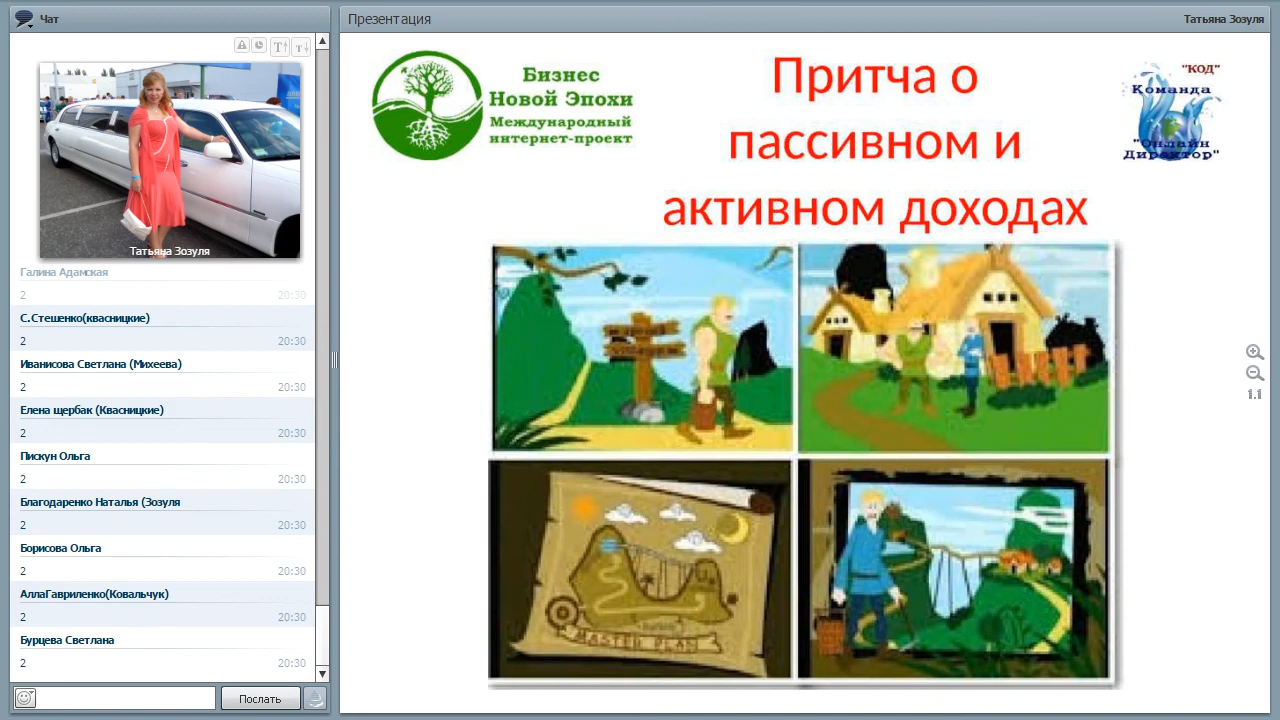 Чат
Татьяна Зозуля
Галина Адамская
2 20:30
С.Стешенко(квасницкие)
2 20:30
Иванисова Светлана (Михеева)
2 20:30
Елена щербак (Квасницкие)
2 20:30
Пискун Ольга
2 20:30
Благодаренко Наталья (Зозуля
2 20:30
Борисова Ольга
2 20:30
АллаГавриленко(Ковальчук)
2 20:30
Бурцева Светлана
2 20:30
Послать
Презентация
Татьяна Зозуля
Бизнес
Новой Эпохи
Международный
интернет-проект
Притча о
пассивном и
активном доходах
"КОД"
Команда
"Онлайн
Директор"
MASTER PLAN
1.1